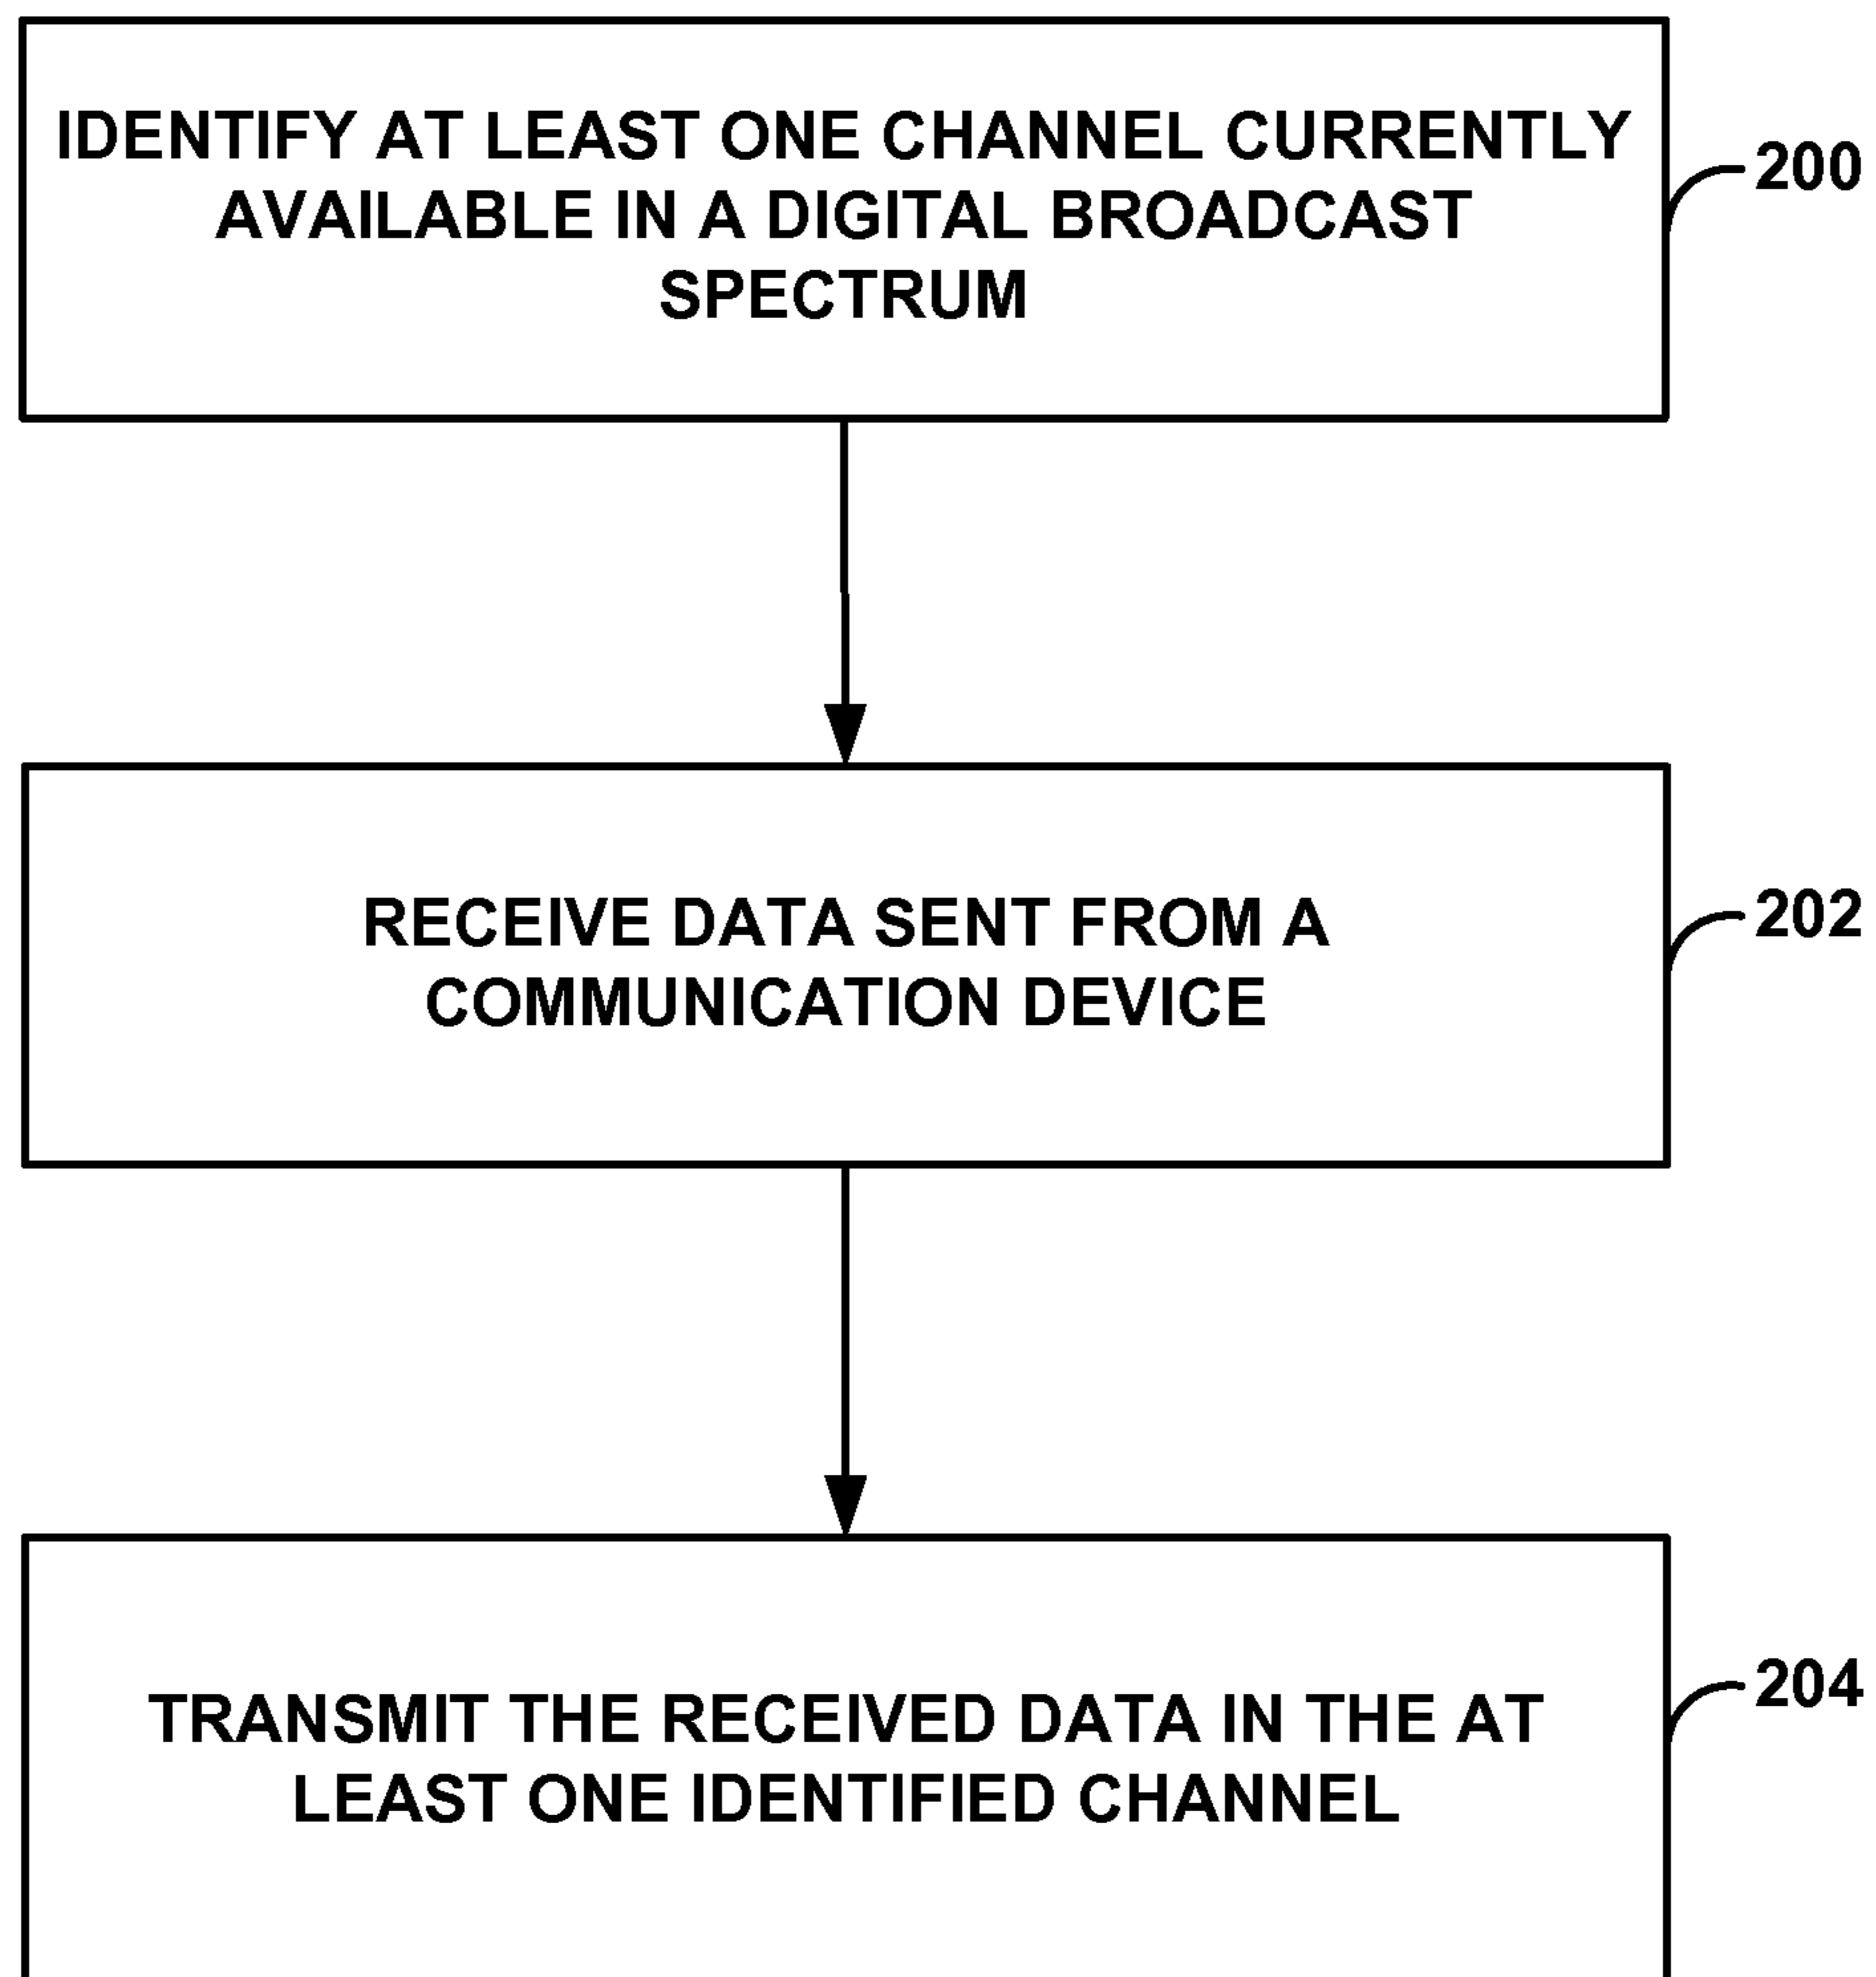 IDENTIFY AT LEAST ONE CHANNEL CURRENTLY
AVAILABLE IN A DIGITAL BROADCAST
SPECTRUM
200
RECEIVE DATA SENT FROM A
COMMUNICATION DEVICE
202
TRANSMIT THE RECEIVED DATA IN THE AT
LEAST ONE IDENTIFIED CHANNEL
204